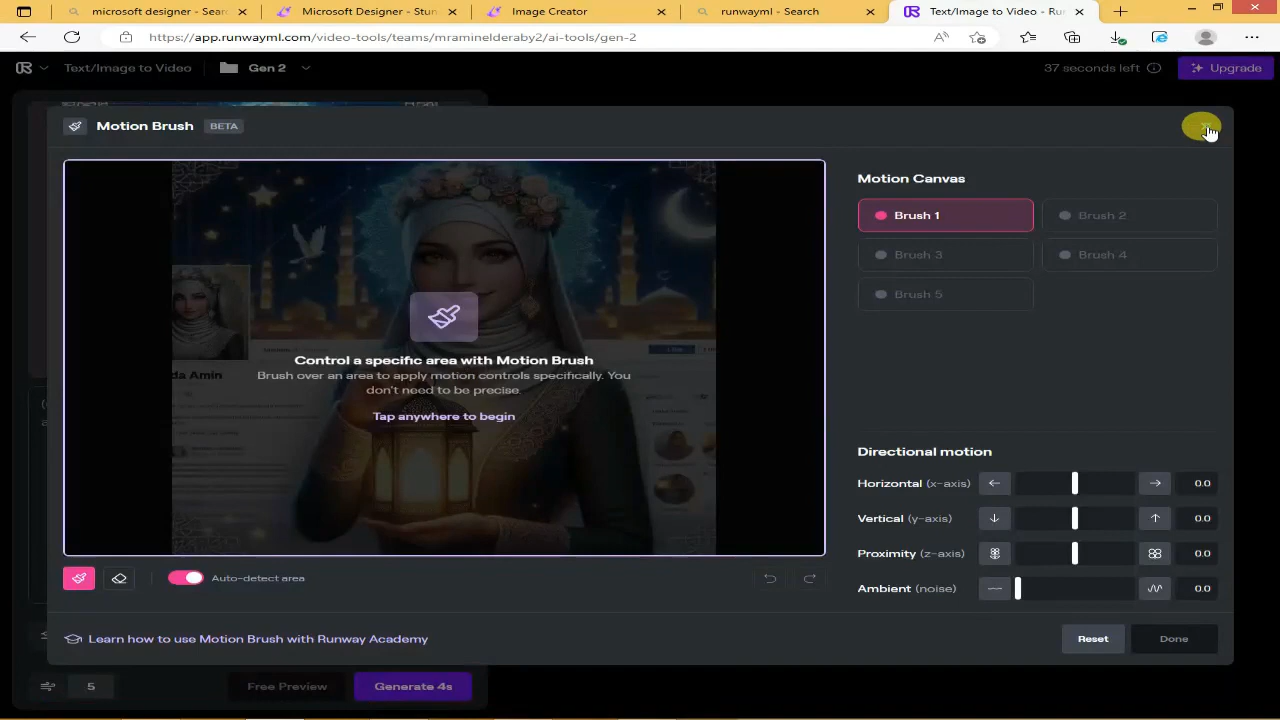 microsoft designer - Sear
Microsoft Designer - Stun
Image Creator
runwayml - Search
Text/Image to Video - Ru
https://app.runwayml.com/video-tools/teams/mraminelderaby2/ai-tools/gen-2
Text/Image to Video
Gen 2
37 seconds left
Upgrade
Motion Brush
BETA
Motion Canvas
Brush 1
Brush 2
Brush 3
Brush 4
Brush 5
Control a specific area with Motion Brush
Brush over an area to apply motion controls specifically. You
don't need to be precise.
Tap anywhere to begin
da Amin
Directional motion
Horizontal (x-axis)
0.0
Vertical (y-axis)
0.0
Proximity (z-axis)
0.0
Ambient (noise)
0.0
Auto-detect area
Learn how to use Motion Brush with Runway Academy
Reset
Done
5
Free Preview
Generate 4s